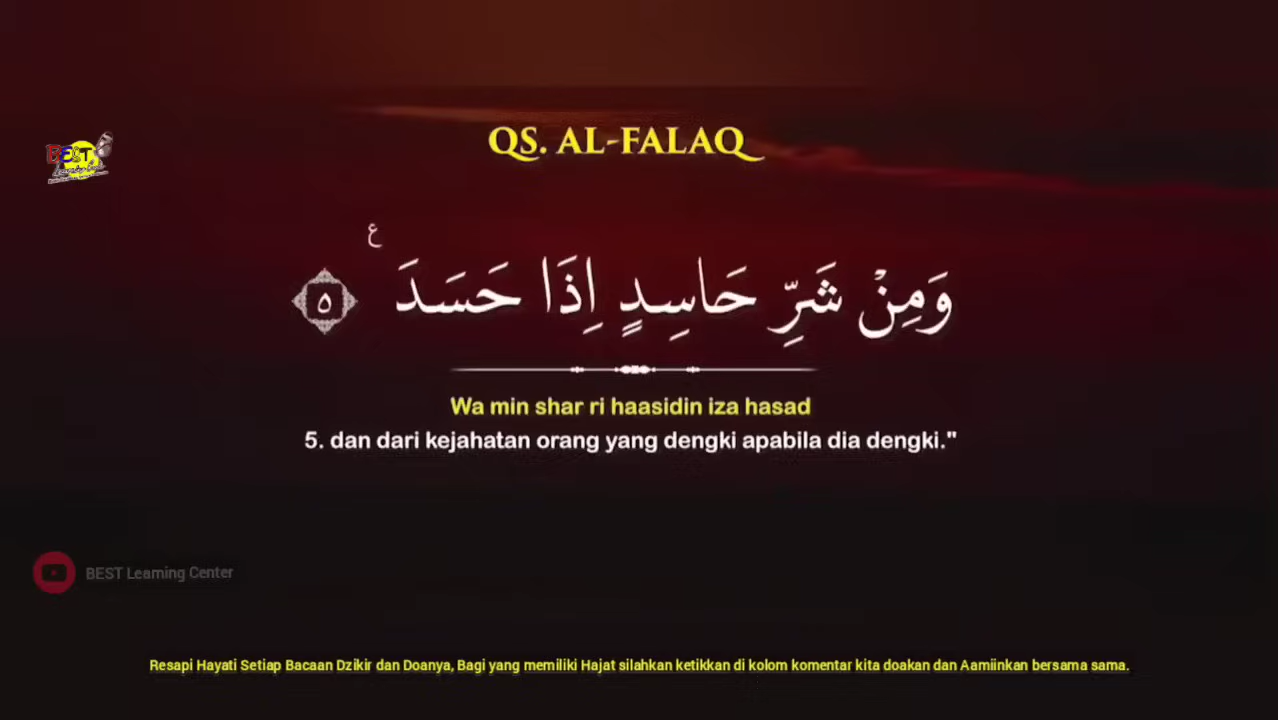 QS. AL-FALAQ
BEST
ع
وَمِنْ شَرِّ حَاسِدٍ اِذَا حَسَدَ ٥
Wa min shar ri haasidin iza hasad
5. dan dari kejahatan orang yang dengki apabila dia dengki."
BEST Learning Center
Resapi Hayati Setiap Bacaan Dzikir dan Doanya, Bagi yang memiliki Hajat silahkan ketikkan di kolom komentar kita doakan dan Aamiinkan bersama sama.